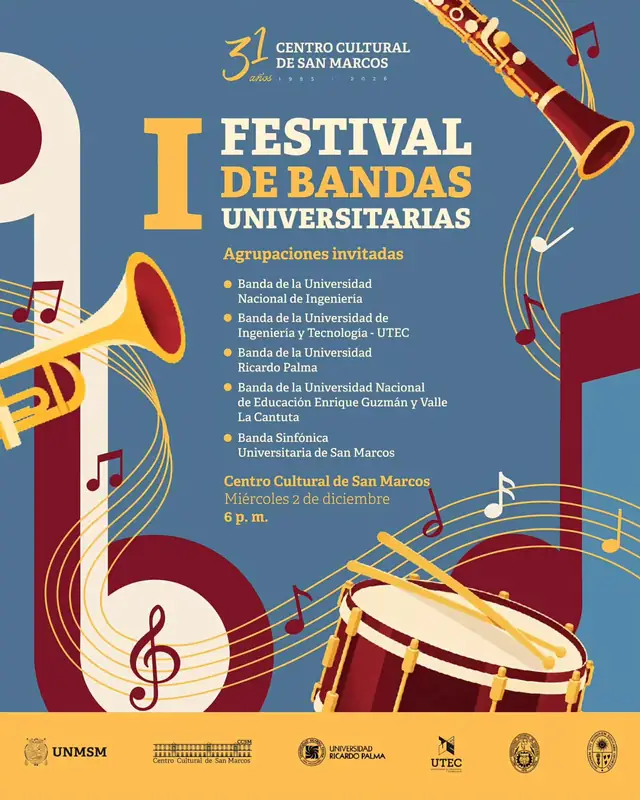 31 años
CENTRO CULTURAL
DE SAN MARCOS
1995 / 2026
I
FESTIVAL
DE BANDAS
UNIVERSITARIAS
Agrupaciones invitadas
Banda de la Universidad
Nacional de Ingeniería
Banda de la Universidad de
Ingeniería y Tecnología - UTEC
Banda de la Universidad
Ricardo Palma
Banda de la Universidad Nacional
de Educación Enrique Guzmán y Valle
La Cantuta
Banda Sinfónica
Universitaria de San Marcos
Centro Cultural de San Marcos
Miércoles 2 de diciembre
6 p. m.
UNMSM
CCSM
Centro Cultural de San Marcos
UNIVERSIDAD
RICARDO PALMA
UTEC